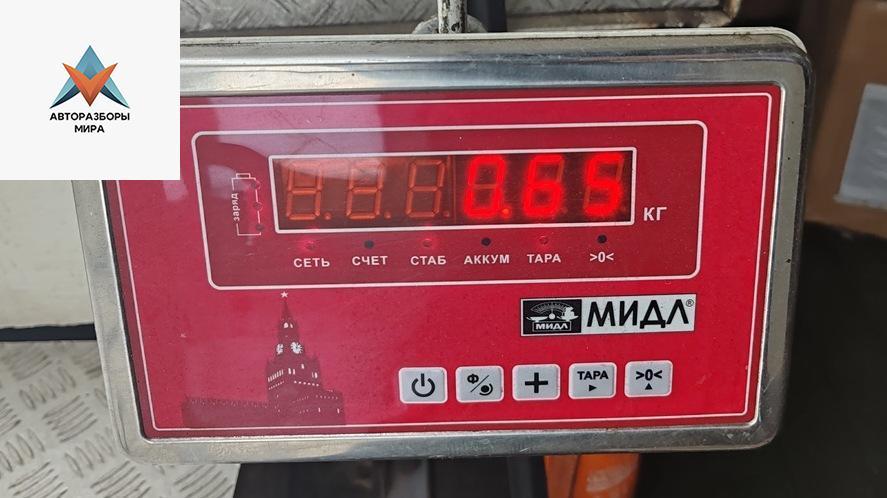 АВТОРАЗБОРЫ
МИРА
заряд
0.65
КГ
СЕТЬ СЧЕТ СТАБ АККУМ ТАРА >0<
МИДЛ МИДЛ®
Ф + ТАРА >0<